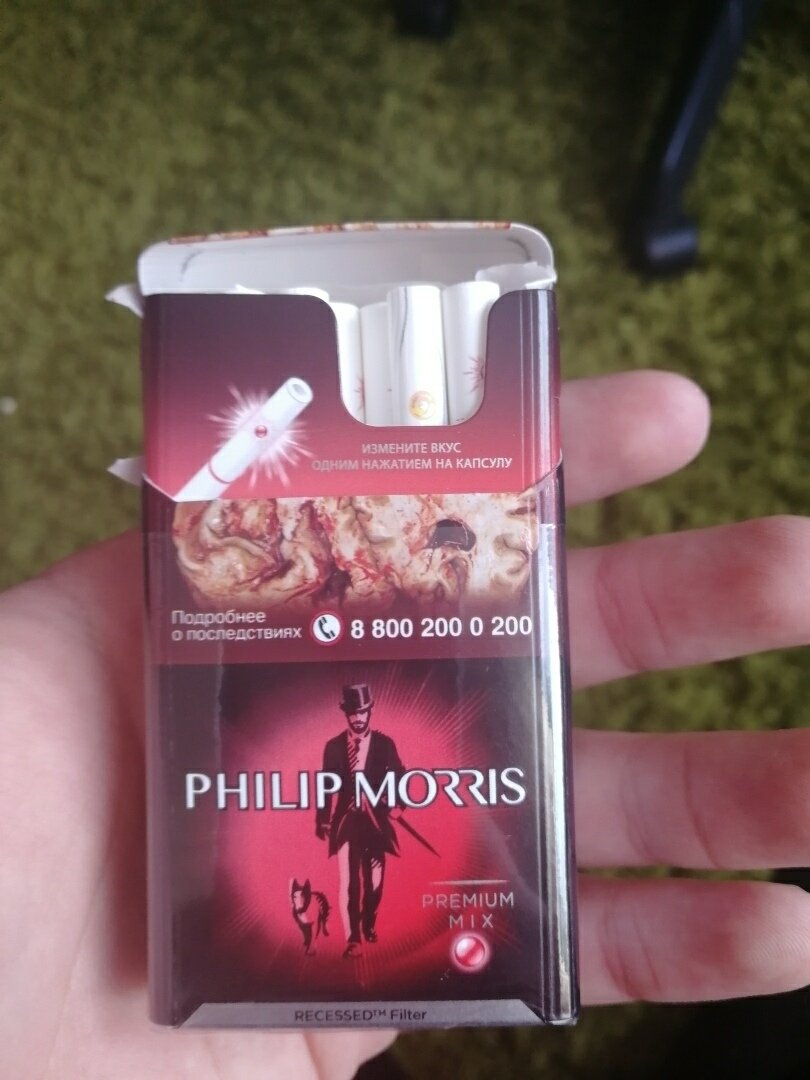 ИЗМЕНИТЕ ВКУС
ОДНИМ НАЖАТИЕМ НА КАПСУЛУ
Подробнее
о последствиях 8 800 200 0 200
PHILIP MORRIS
PREMIUM
MIX
RECESSED™ Filter